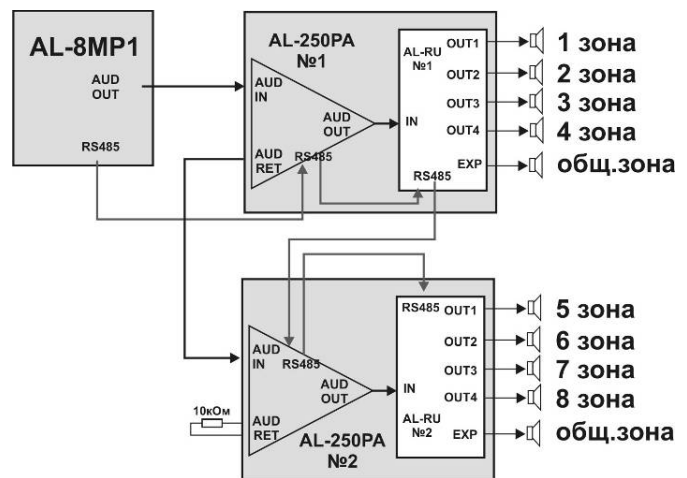 AL-8MP1
AUD
OUT
RS485
AL-250PA
№1
AUD
IN
AUD
OUT
AUD
RET
RS485
AL-RU
№1
IN
RS485
OUT1
OUT2
OUT3
OUT4
EXP
1 зона
2 зона
3 зона
4 зона
общ.зона
AUD
IN
RS485
AUD
OUT
AUD
RET
10кОм
AL-250PA
№2
RS485
IN
AL-RU
№2
OUT1
OUT2
OUT3
OUT4
EXP
5 зона
6 зона
7 зона
8 зона
общ.зона